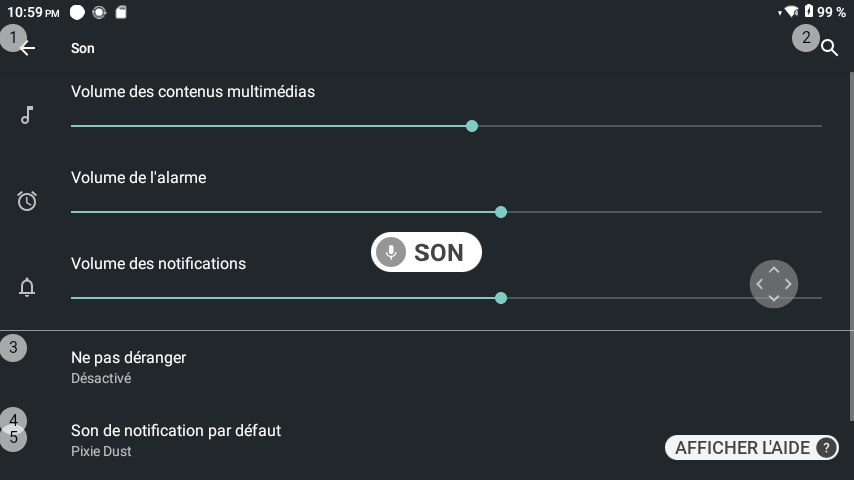 10:59 PM
99 %
1
Son
2
Volume des contenus multimédias
Volume de l'alarme
SON
Volume des notifications
3
Ne pas déranger
Désactivé
4
Son de notification par défaut
5
Pixie Dust
AFFICHER L'AIDE ?